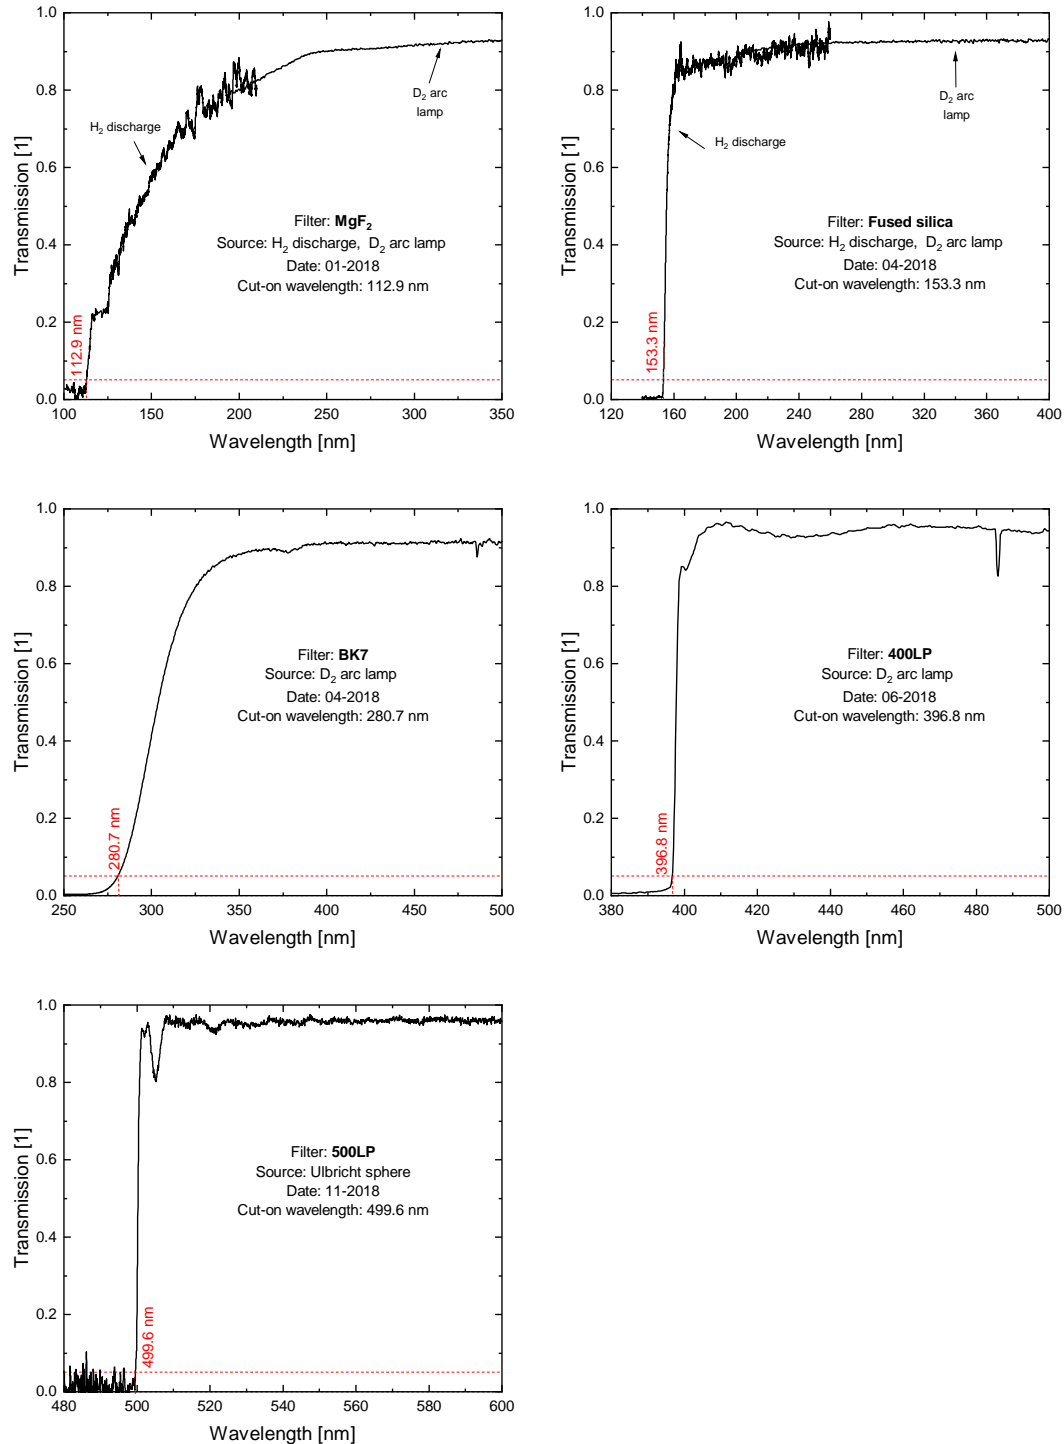 1.0
0.8
0.6
0.4
0.2
0.0
Transmission [1]
H₂ discharge
D₂ arc
lamp
Filter: MgF₂
Source: H₂ discharge, D₂ arc lamp
Date: 01-2018
Cut-on wavelength: 112.9 nm
112.9 nm
100 150 200 250 300 350
Wavelength [nm]
1.0
0.8
0.6
0.4
0.2
0.0
Transmission [1]
D₂ arc
lamp
H₂ discharge
Filter: Fused silica
Source: H₂ discharge, D₂ arc lamp
Date: 04-2018
Cut-on wavelength: 153.3 nm
153.3 nm
120 160 200 240 280 320 360 400
Wavelength [nm]
1.0
0.8
0.6
0.4
0.2
0.0
Transmission [1]
Filter: BK7
Source: D₂ arc lamp
Date: 04-2018
Cut-on wavelength: 280.7 nm
280.7 nm
250 300 350 400 450 500
Wavelength [nm]
1.0
0.8
0.6
0.4
0.2
0.0
Transmission [1]
Filter: 400LP
Source: D₂ arc lamp
Date: 06-2018
Cut-on wavelength: 396.8 nm
396.8 nm
380 400 420 440 460 480 500
Wavelength [nm]
1.0
0.8
0.6
0.4
0.2
0.0
Transmission [1]
Filter: 500LP
Source: Ulbricht sphere
Date: 11-2018
Cut-on wavelength: 499.6 nm
499.6 nm
480 500 520 540 560 580 600
Wavelength [nm]